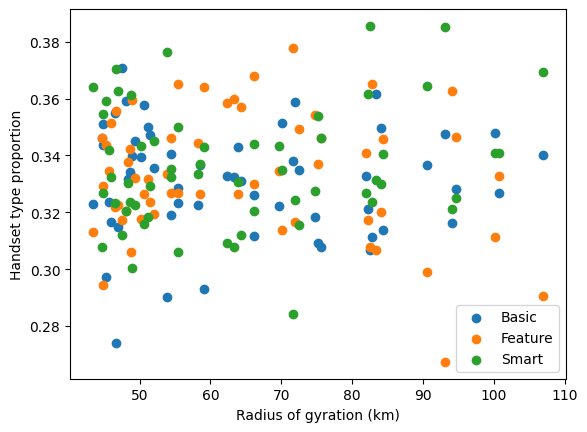 0.38
0.36
0.34
0.32
0.30
0.28
Handset type proportion
50 60 70 80 90 100 110
Radius of gyration (km)
Basic
Feature
Smart